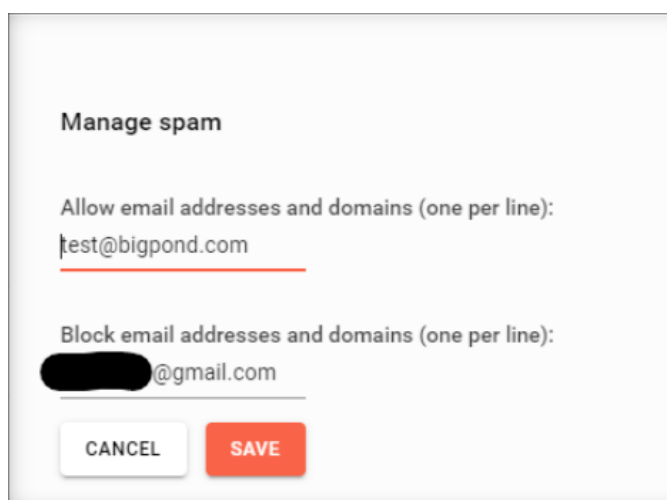 Manage spam
Allow email addresses and domains (one per line):
test@bigpond.com
Block email addresses and domains (one per line):
@gmail.com
CANCEL SAVE